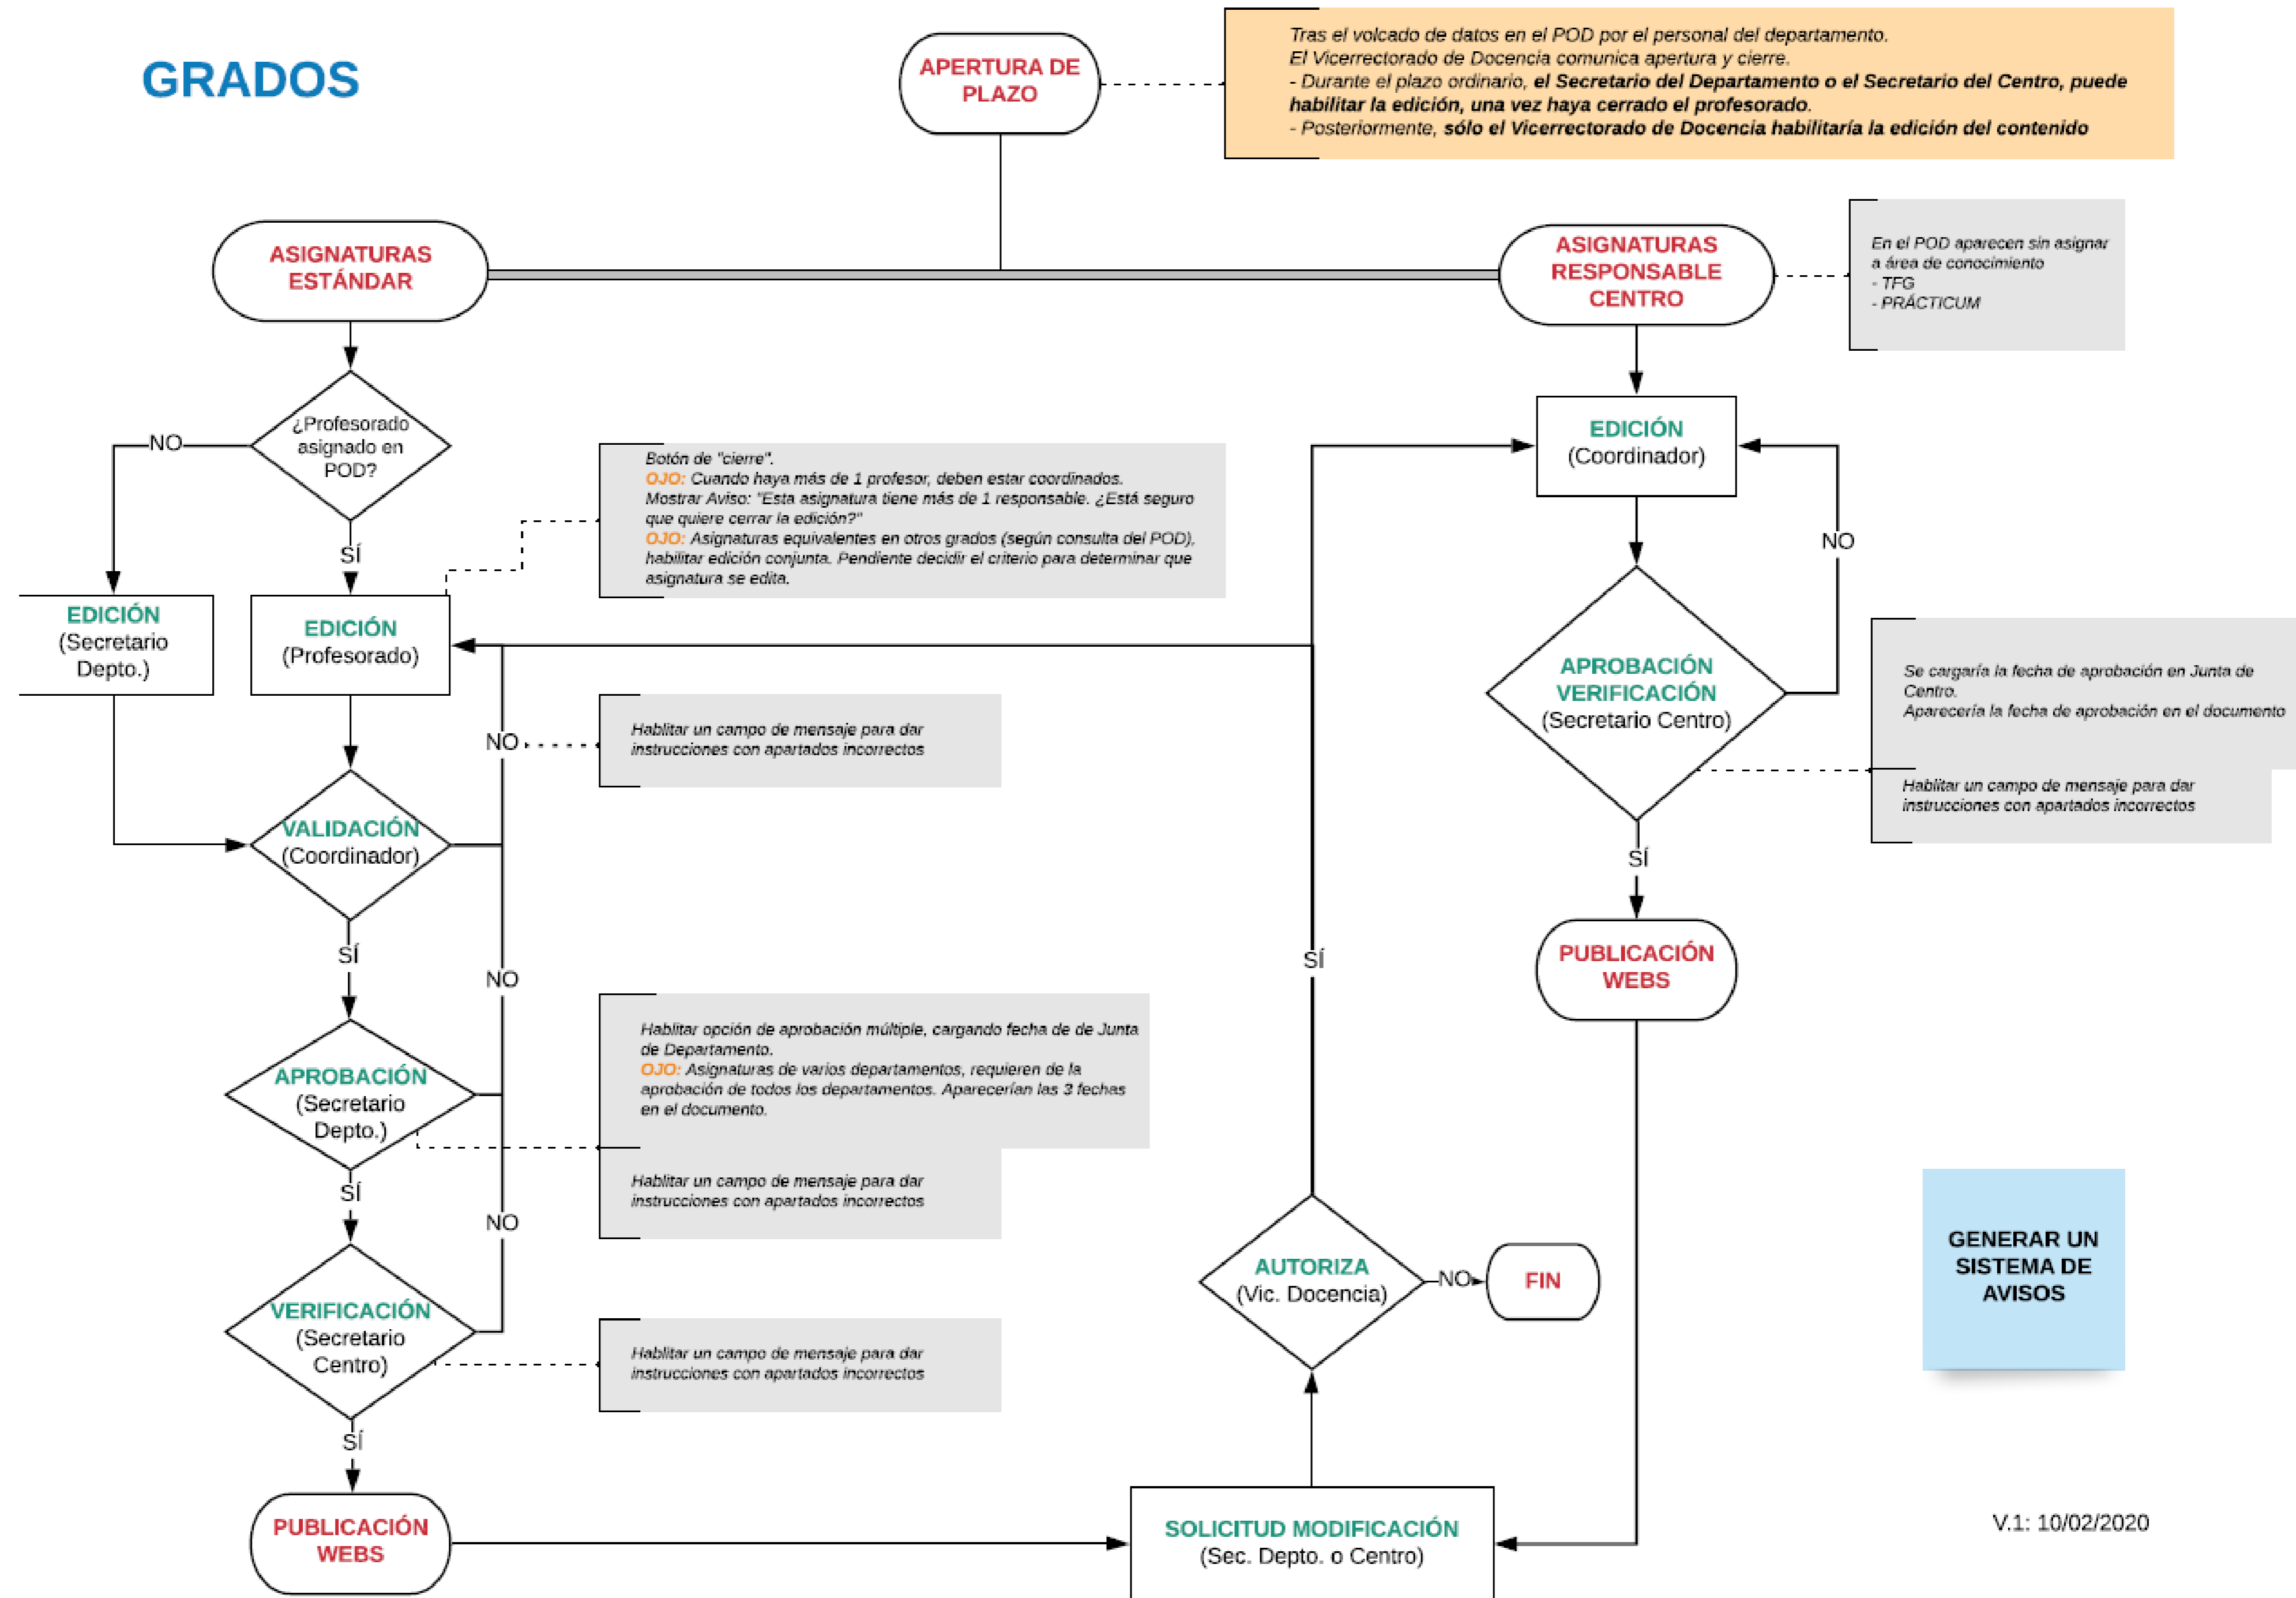 GRADOS
APERTURA DE
PLAZO
Tras el volcado de datos en el POD por el personal del departamento.
El Vicerrectorado de Docencia comunica apertura y cierre.
- Durante el plazo ordinario, el Secretario del Departamento o el Secretario del Centro, puede
habilitar la edición, una vez haya cerrado el profesorado.
- Posteriormente, sólo el Vicerrectorado de Docencia habilitaría la edición del contenido
ASIGNATURAS
ESTÁNDAR
ASIGNATURAS
RESPONSABLE
CENTRO
En el POD aparecen sin asignar
a área de conocimiento
- TFG
- PRÁCTICUM
¿Profesorado
asignado en
POD?
NO
SÍ
Botón de "cierre".
OJO: Cuando haya más de 1 profesor, deben estar coordinados.
Mostrar Aviso: "Esta asignatura tiene más de 1 responsable. ¿Está seguro
que quiere cerrar la edición?"
OJO: Asignaturas equivalentes en otros grados (según consulta del POD),
habilitar edición conjunta. Pendiente decidir el criterio para determinar que
asignatura se edita.
EDICIÓN
(Coordinador)
NO
EDICIÓN
(Secretario
Depto.)
EDICIÓN
(Profesorado)
APROBACIÓN
VERIFICACIÓN
(Secretario Centro)
Se cargaría la fecha de aprobación en Junta de
Centro.
Aparecería la fecha de aprobación en el documento
Hablitar un campo de mensaje para dar
instrucciones con apartados incorrectos
NO
Hablitar un campo de mensaje para dar
instrucciones con apartados incorrectos
VALIDACIÓN
(Coordinador)
SÍ
SÍ
NO
SÍ
PUBLICACIÓN
WEBS
Hablitar opción de aprobación múltiple, cargando fecha de de Junta
de Departamento.
OJO: Asignaturas de varios departamentos, requieren de la
aprobación de todos los departamentos. Aparecerían las 3 fechas
en el documento.
APROBACIÓN
(Secretario
Depto.)
Hablitar un campo de mensaje para dar
instrucciones con apartados incorrectos
SÍ
NO
AUTORIZA
(Vic. Docencia)
NO
FIN
GENERAR UN
SISTEMA DE
AVISOS
VERIFICACIÓN
(Secretario
Centro)
Hablitar un campo de mensaje para dar
instrucciones con apartados incorrectos
SÍ
PUBLICACIÓN
WEBS
SOLICITUD MODIFICACIÓN
(Sec. Depto. o Centro)
V.1: 10/02/2020